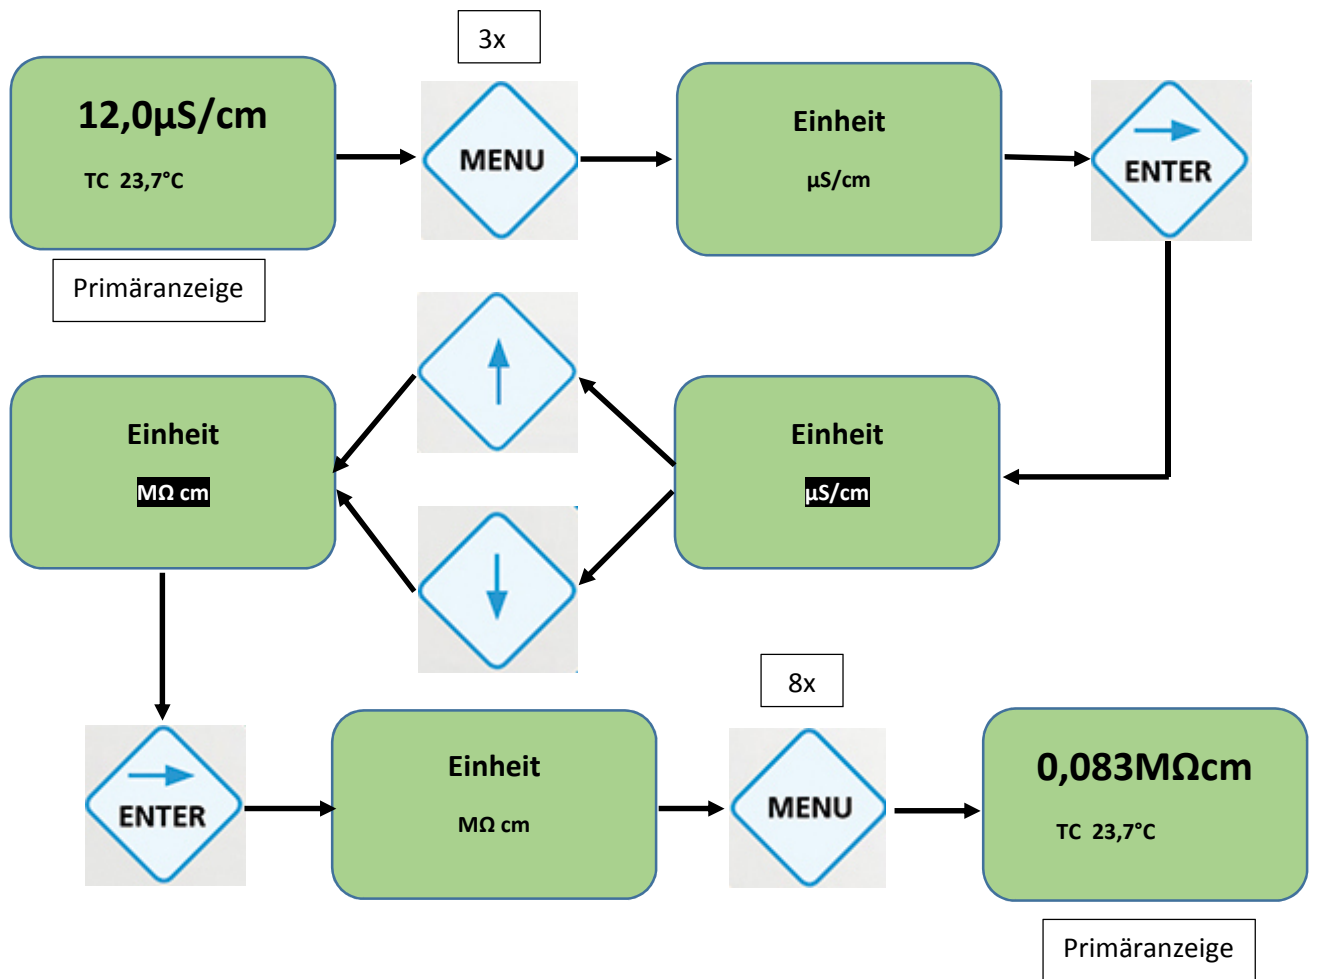 3x
12,0µS/cm
TC 23,7°C
MENU
Einheit
µS/cm
ENTER
Primäranzeige
Einheit
MΩ cm
Einheit
µS/cm
8x
ENTER
Einheit
MΩ cm
MENU
0,083MΩcm
TC 23,7°C
Primäranzeige